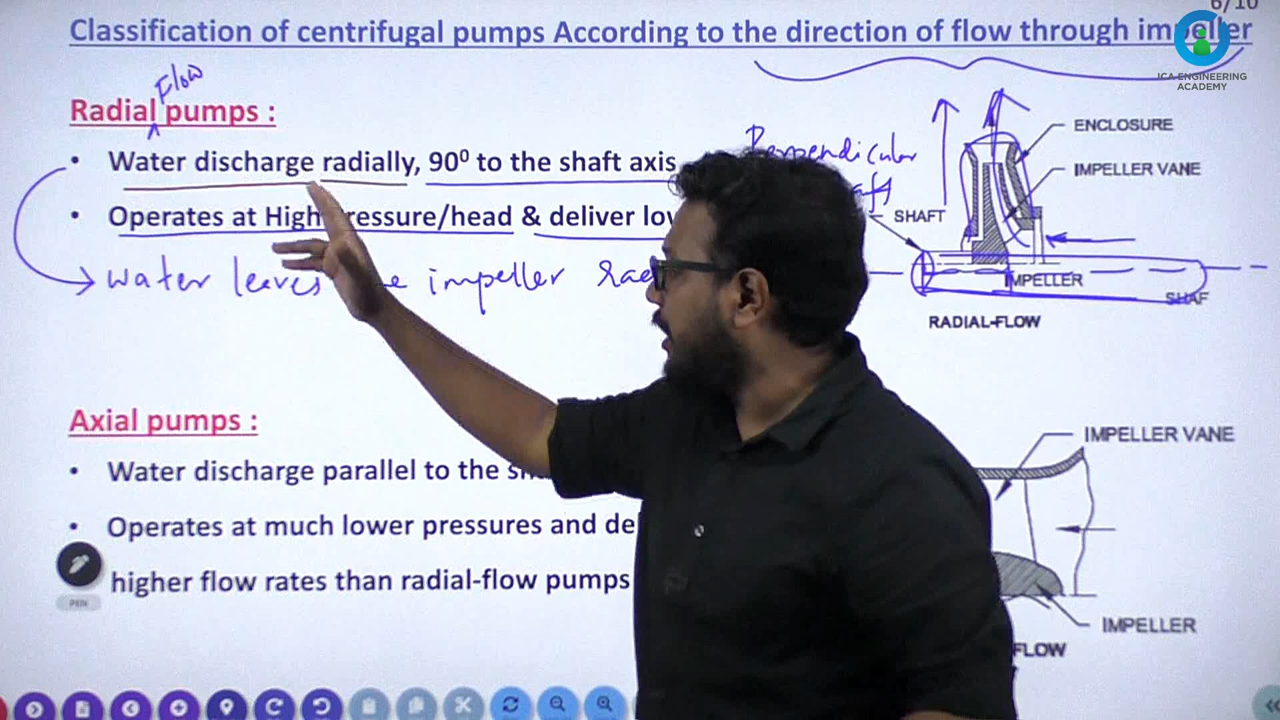 6/10
Classification of centrifugal pumps According to the direction of flow through impeller
ICA ENGINEERING
ACADEMY
Flow
Radial pumps :
• Water discharge radially, 90⁰ to the shaft axis
Perpendicular
• Operates at High Pressure/head & deliver
water leaves impeller
ENCLOSURE
IMPELLER VANE
SHAFT
IMPELLER
SHAF
RADIAL-FLOW
Axial pumps :
• Water discharge parallel to the
• Operates at much lower pressures and
higher flow rates than radial-flow pumps
IMPELLER VANE
IMPELLER
FLOW
PEN